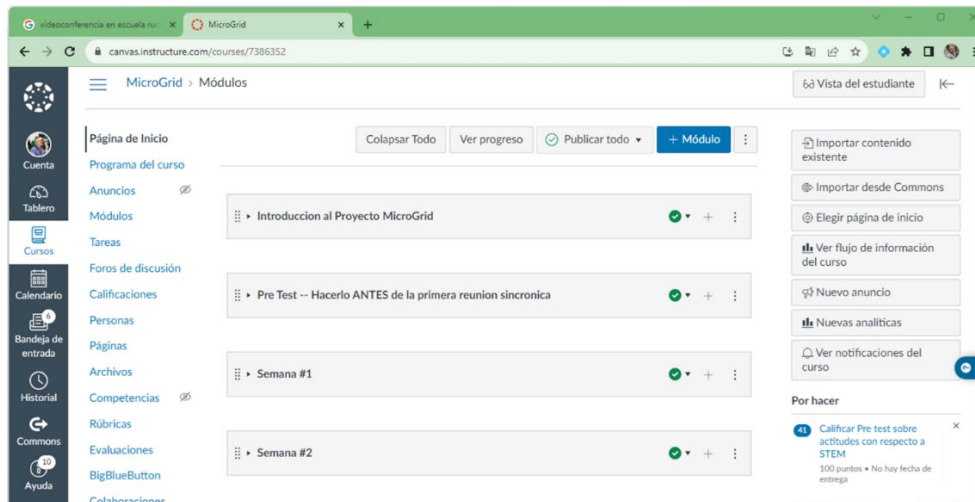 videoconferencia en escuela rur
MicroGrid
canvas.instructure.com/courses/7386352
MicroGrid > Módulos
Vista del estudiante
Cuenta
Tablero
Cursos
Calendario
6
Bandeja de
entrada
Historial
Commons
10
Ayuda
Página de Inicio
Programa del curso
Anuncios
Módulos
Tareas
Foros de discusión
Calificaciones
Personas
Páginas
Archivos
Competencias
Rúbricas
Evaluaciones
BigBlueButton
Colaboraciones
Colapsar Todo
Ver progreso
Publicar todo
+ Módulo
Introduccion al Proyecto MicroGrid
Pre Test -- Hacerlo ANTES de la primera reunion sincronica
Semana #1
Semana #2
Importar contenido
existente
Importar desde Commons
Elegir página de inicio
Ver flujo de información
del curso
Nuevo anuncio
Nuevas analíticas
Ver notificaciones del
curso
Por hacer
41
Calificar Pre test sobre
actitudes con respecto a
STEM
100 puntos • No hay fecha de
entrega